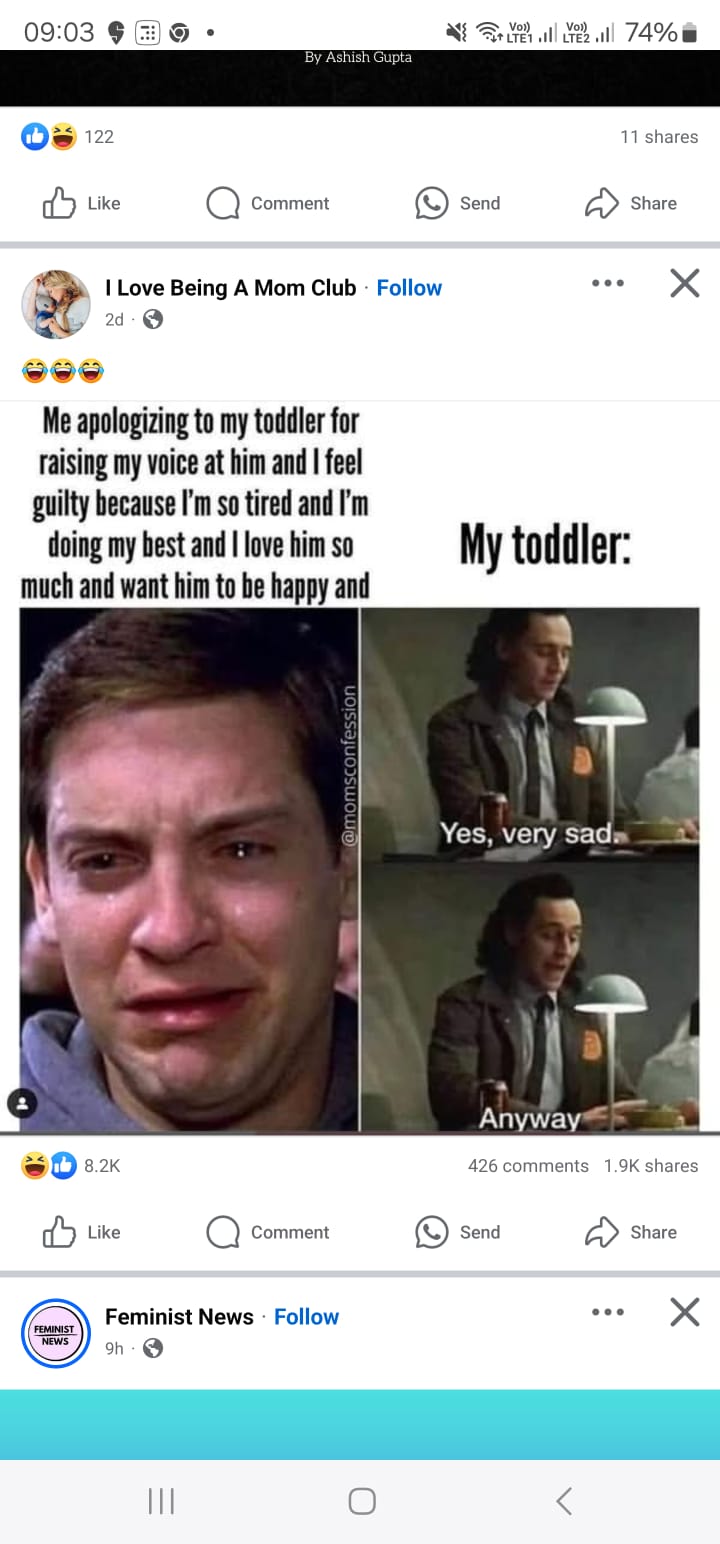 09:03 Vo)) LTE1 Vo)) LTE2 74%
By Ashish Gupta
122 11 shares
Like Comment Send Share
I Love Being A Mom Club · Follow
2d ·
😂😂😂
Me apologizing to my toddler for
raising my voice at him and I feel
guilty because I'm so tired and I'm
doing my best and I love him so
much and want him to be happy and
My toddler:
@momsconfession
Yes, very sad.
Anyway
8.2K 426 comments 1.9K shares
Like Comment Send Share
FEMINIST
NEWS
Feminist News · Follow
9h ·